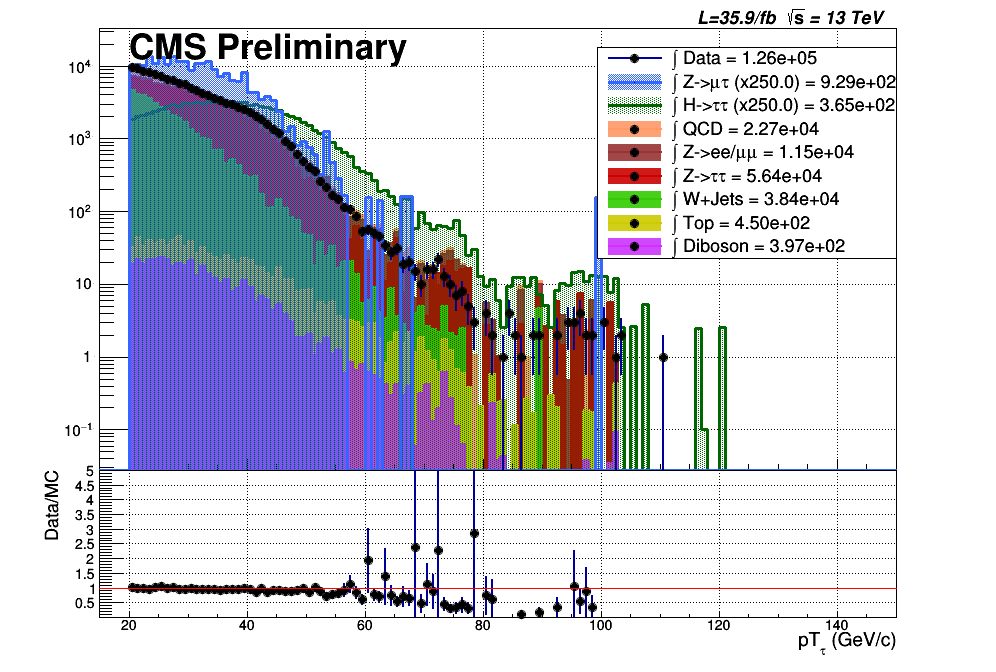 L=35.9/fb √s = 13 TeV
CMS Preliminary
∫ Data = 1.26e+05
∫ Z->μτ (x250.0) = 9.29e+02
∫ H->ττ (x250.0) = 3.65e+02
∫ QCD = 2.27e+04
∫ Z->ee/μμ = 1.15e+04
∫ Z->ττ = 5.64e+04
∫ W+Jets = 3.84e+04
∫ Top = 4.50e+02
∫ Diboson = 3.97e+02
10⁴
10³
10²
10
1
10⁻¹
Data/MC
5
4.5
4
3.5
3
2.5
2
1.5
1
0.5
20 40 60 80 100 120 140
pT_τ (GeV/c)